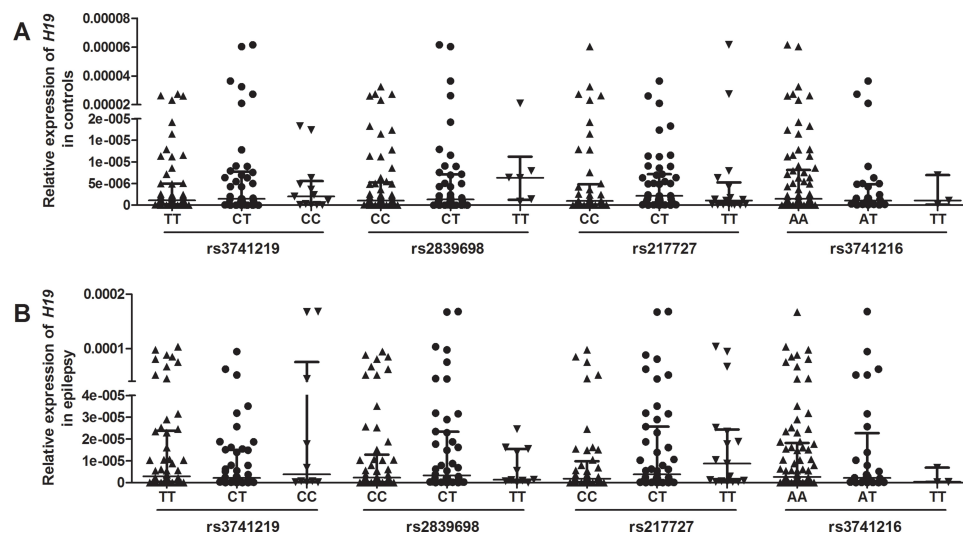 A
Relative expression of H19
in controls
0.00008
0.00006
0.00004
0.00002
2e-005
1e-005
1e-005
5e-006
0
TT CT CC CC CT TT CC CT TT AA AT TT
rs3741219 rs2839698 rs217727 rs3741216
B
Relative expression of H19
in epilepsy
0.0002
0.0001
4e-005
3e-005
2e-005
1e-005
0
TT CT CC CC CT TT CC CT TT AA AT TT
rs3741219 rs2839698 rs217727 rs3741216